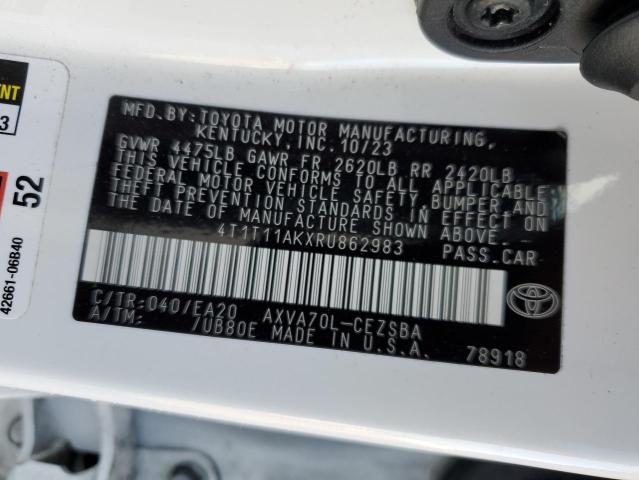 MFD. BY: TOYOTA MOTOR MANUFACTURING,
KENTUCKY, INC. 10/23
GVWR 4475LB GAWR FR 2620LB RR 2420LB
THIS VEHICLE CONFORMS TO ALL APPLICABLE
FEDERAL MOTOR VEHICLE SAFETY, BUMPER, AND
THEFT PREVENTION STANDARDS IN EFFECT ON
THE DATE OF MANUFACTURE SHOWN ABOVE.
4T1T11AKXRU862983
PASS.CAR
C/TR: 040/EA20 AXVA70L-CEZSBA
A/TM: /UB80E MADE IN U.S.A.
78918
3
52
42661-06B40